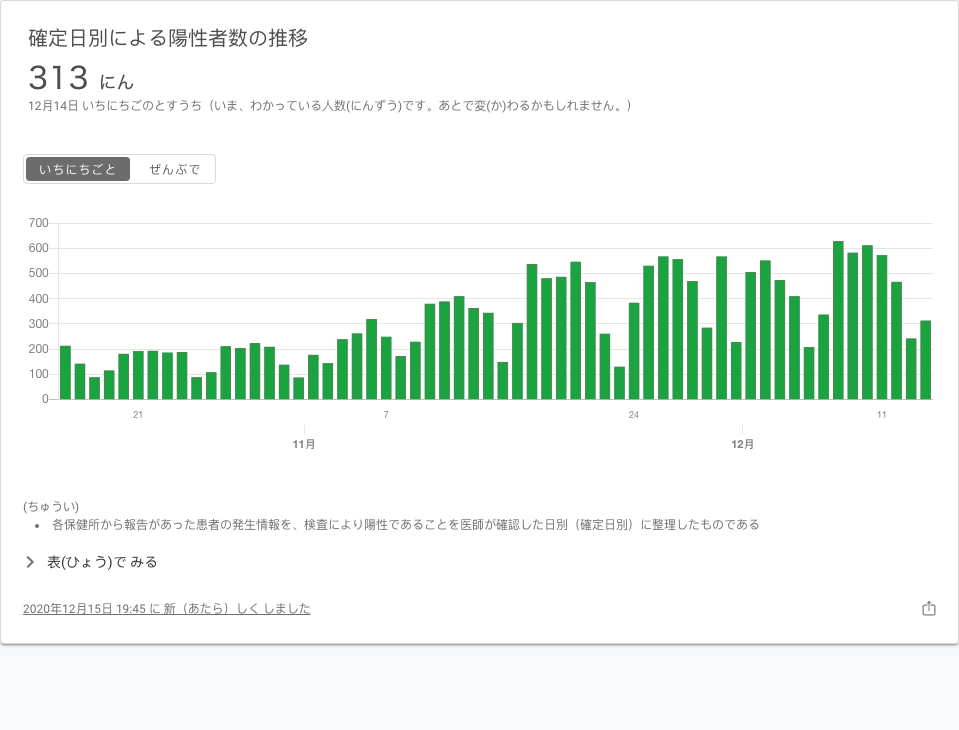 確定日別による陽性者数の推移
313 にん
12月14日 いちにちごのとすうち（いま、わかっている人数(にんずう)です。あとで変(か)わるかもしれません。）
いちにちごと ぜんぶで
700
600
500
400
300
200
100
0
21 7 24 11
11月 12月
(ちゅうい)
• 各保健所から報告があった患者の発生情報を、検査により陽性であることを医師が確認した日別（確定日別）に整理したものである
表(ひょう)で みる
2020年12月15日 19:45 に 新（あたら）しく しました